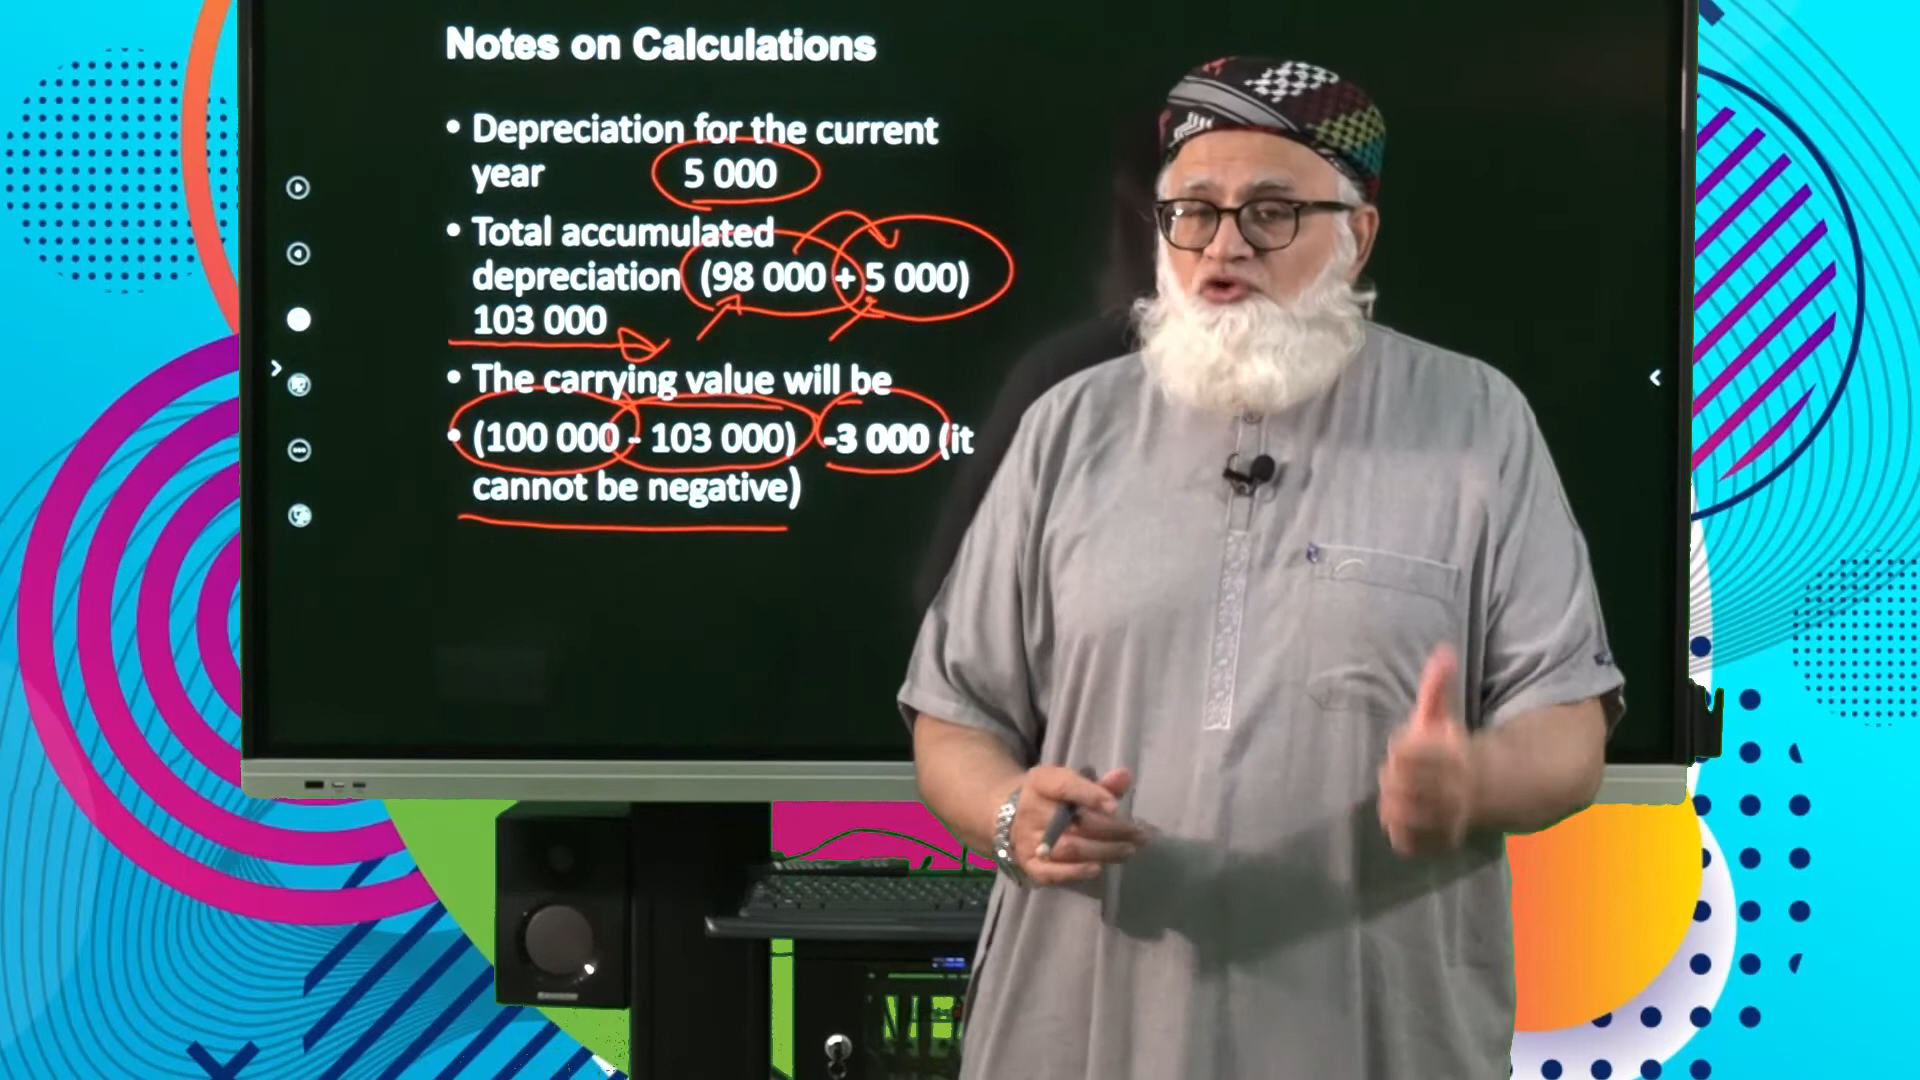 Notes on Calculations
• Depreciation for the current
year 5 000
• Total accumulated
depreciation (98 000 + 5 000)
103 000
• The carrying value will be
• (100 000 - 103 000) -3 000 (it
cannot be negative)